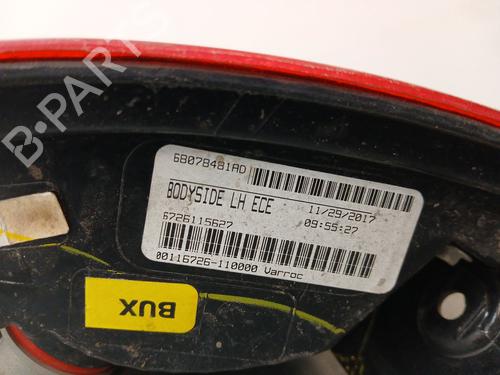 B-PARTS
68078481AD
BODYSIDE LH ECE
11/29/2017
09:55:27
6726115627
00116726-110000 Varroc
BUX